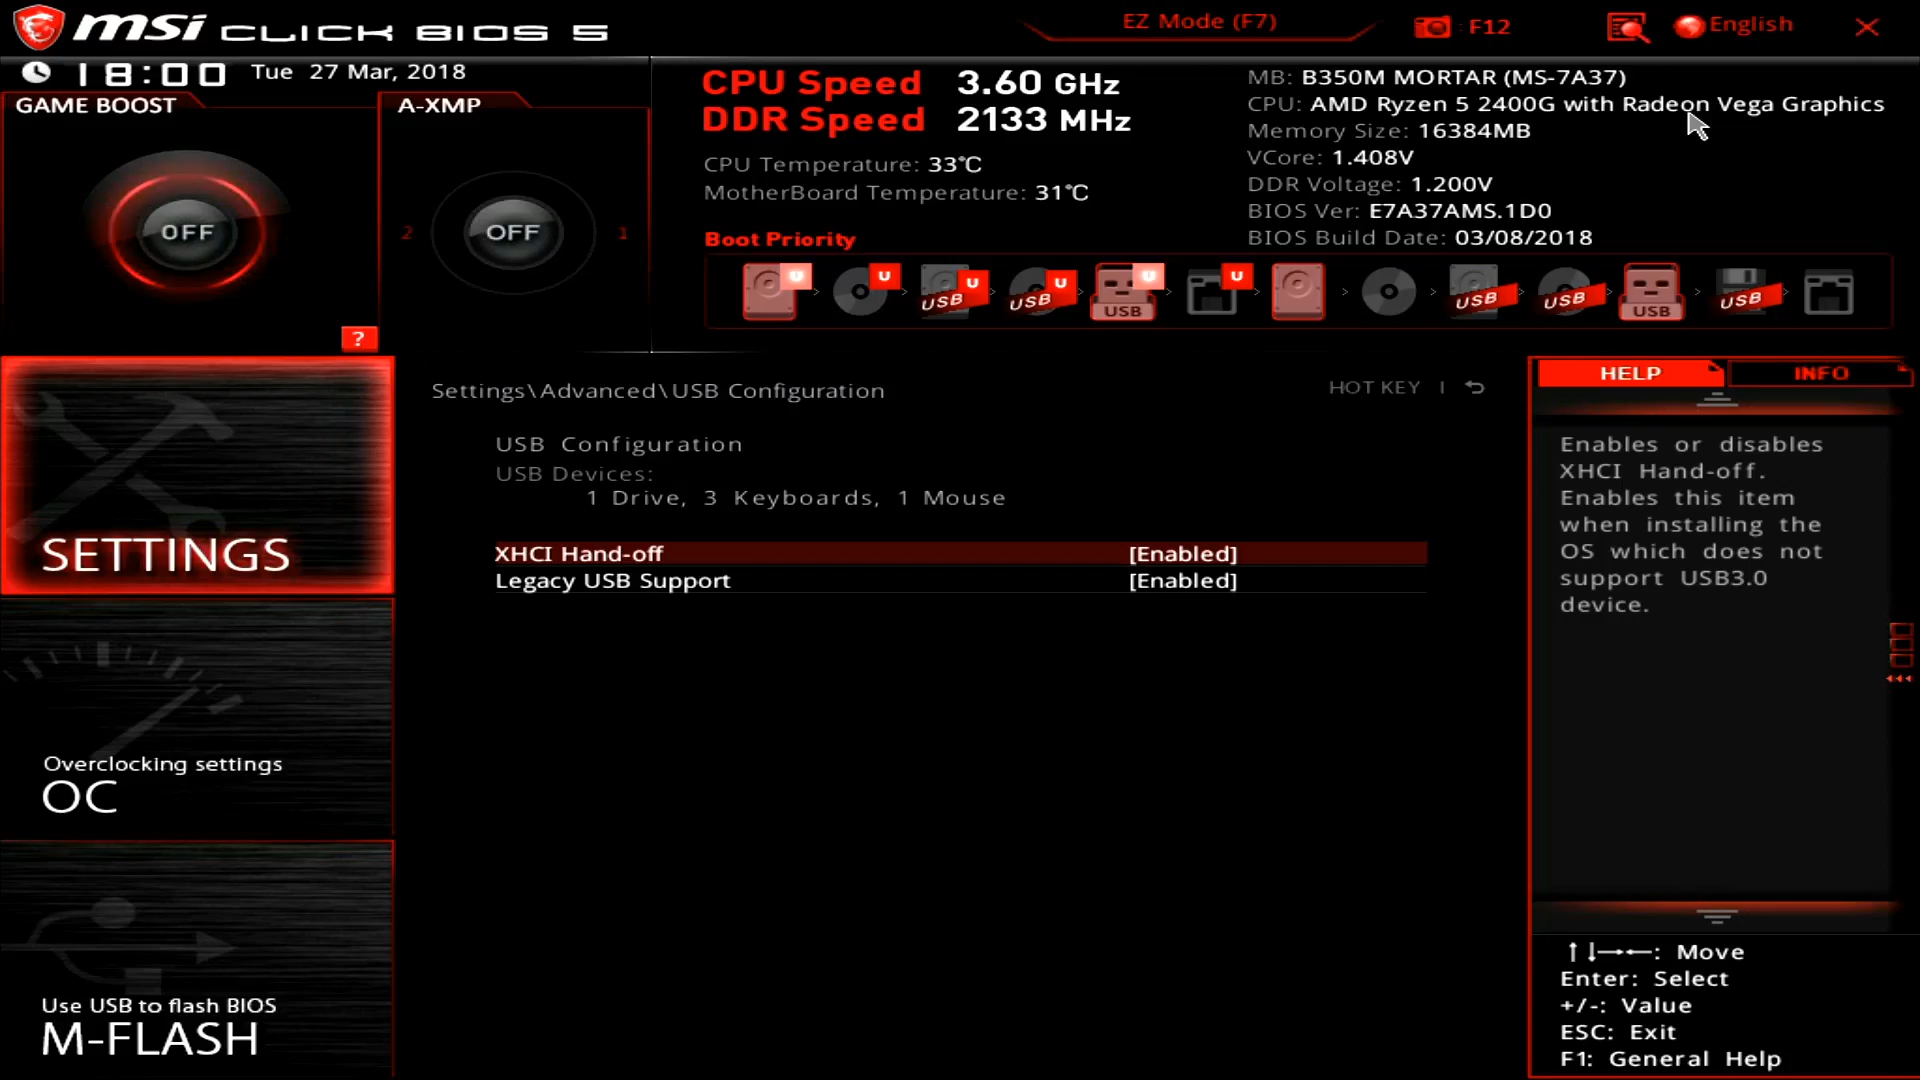 msi CLICK BIOS 5
EZ Mode (F7)
: F12
English
18:00 Tue 27 Mar, 2018
GAME BOOST
OFF
?
A-XMP
2 OFF 1
CPU Speed 3.60 GHz
DDR Speed 2133 MHz
CPU Temperature: 33°C
MotherBoard Temperature: 31°C
MB: B350M MORTAR (MS-7A37)
CPU: AMD Ryzen 5 2400G with Radeon Vega Graphics
Memory Size: 16384MB
VCore: 1.408V
DDR Voltage: 1.200V
BIOS Ver: E7A37AMS.1D0
BIOS Build Date: 03/08/2018
Boot Priority
U U U USB U USB U USB U USB USB USB USB
SETTINGS
Overclocking settings
OC
Use USB to flash BIOS
M-FLASH
Settings\Advanced\USB Configuration
HOT KEY |
USB Configuration
USB Devices:
1 Drive, 3 Keyboards, 1 Mouse
XHCI Hand-off [Enabled]
Legacy USB Support [Enabled]
HELP
INFO
Enables or disables
XHCI Hand-off.
Enables this item
when installing the
OS which does not
support USB3.0
device.
↑↓→←: Move
Enter: Select
+/-: Value
ESC: Exit
F1: General Help